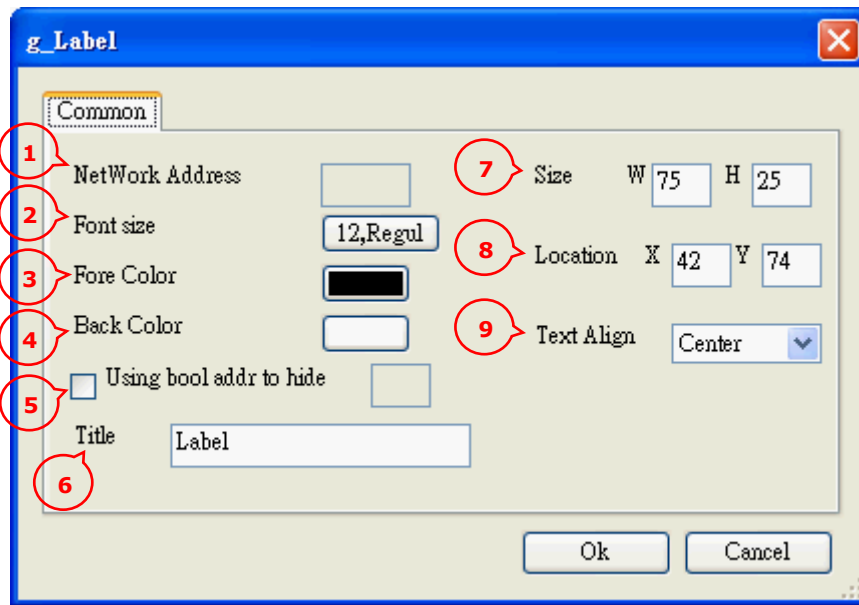 g_Label
Common
1 NetWork Address
2 Font size 12,Regul
3 Fore Color
4 Back Color
5 Using bool addr to hide
6 Title Label
7 Size W 75 H 25
8 Location X 42 Y 74
9 Text Align Center
Ok Cancel